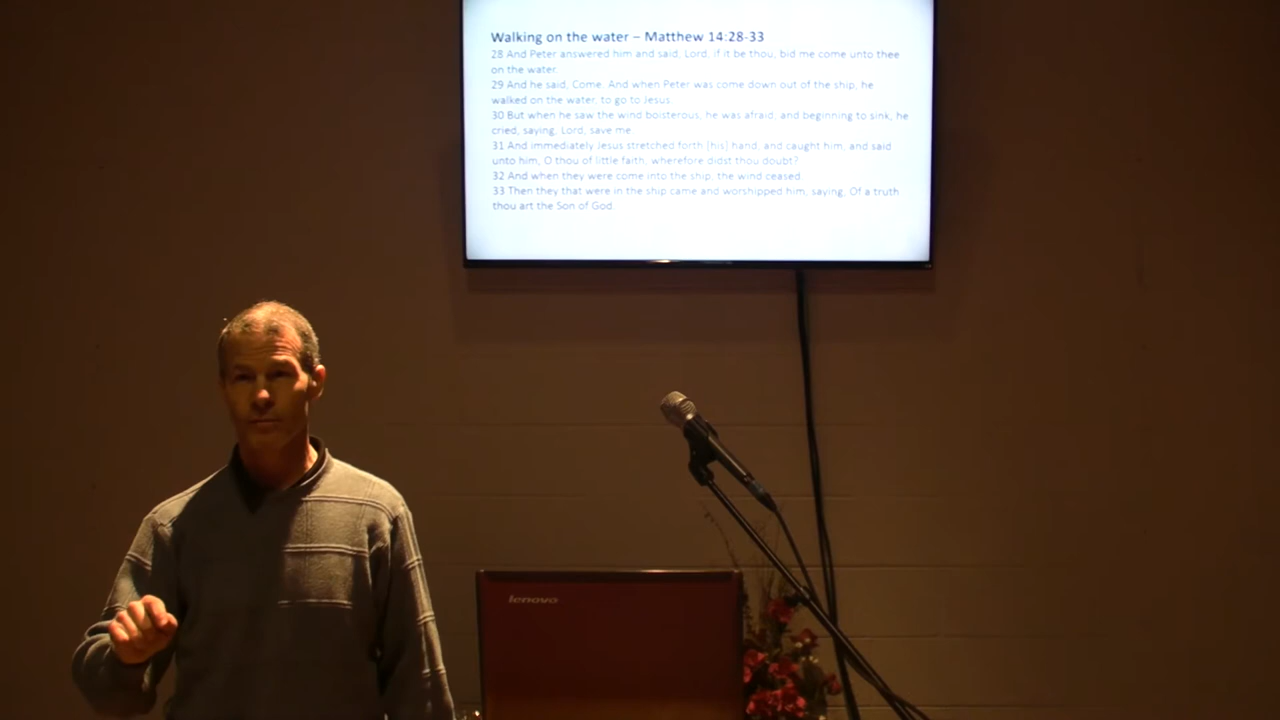 Walking on the water – Matthew 14:28-33
28 And Peter answered him and said, Lord, if it be thou, bid me come unto thee
on the water.
29 And he said, Come. And when Peter was come down out of the ship, he
walked on the water, to go to Jesus.
30 But when he saw the wind boisterous, he was afraid; and beginning to sink, he
cried, saying, Lord, save me.
31 And immediately Jesus stretched forth [his] hand, and caught him, and said
unto him, O thou of little faith, wherefore didst thou doubt?
32 And when they were come into the ship, the wind ceased.
33 Then they that were in the ship came and worshipped him, saying, Of a truth
thou art the Son of God.
lenovo